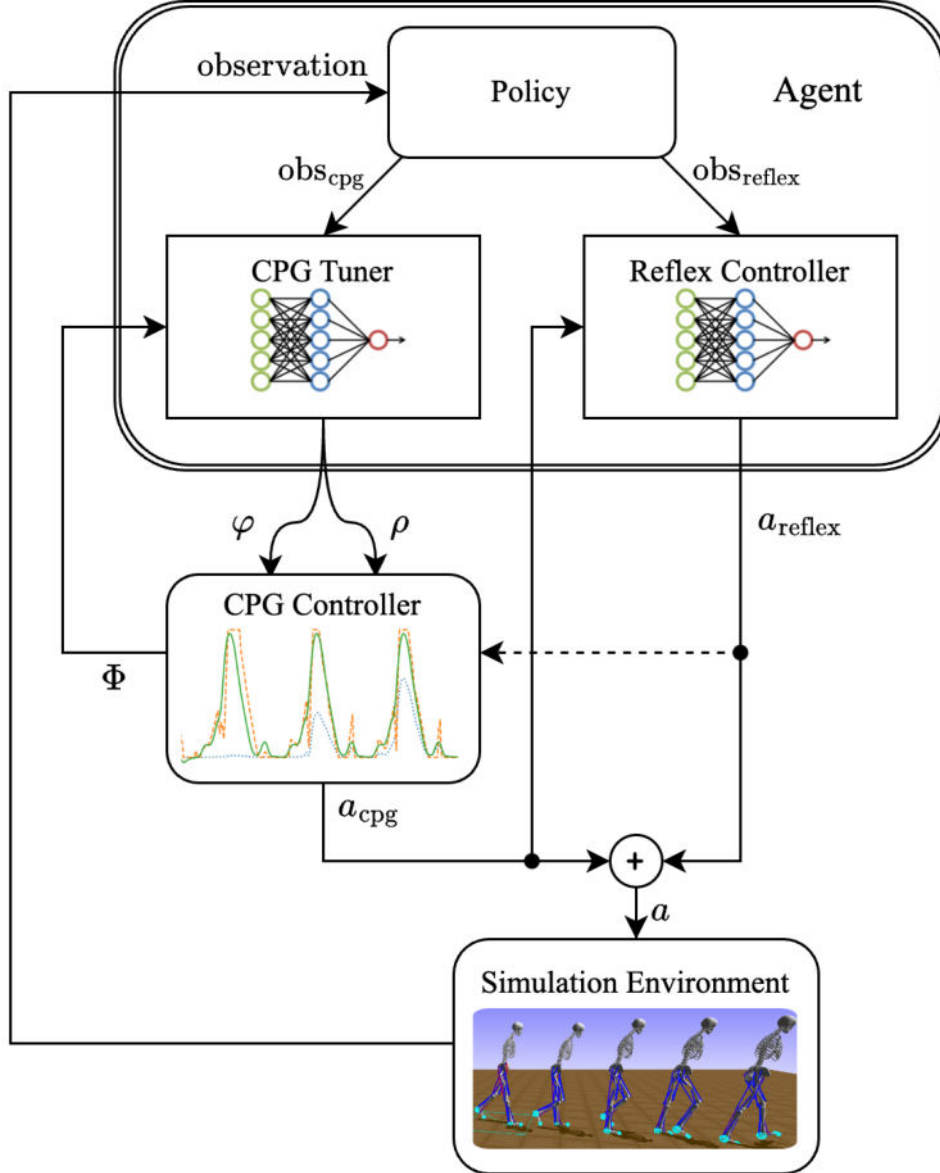 observation
Policy
Agent
obs_cpg
obs_reflex
CPG Tuner
Reflex Controller
φ
ρ
a_reflex
CPG Controller
Φ
a_cpg
+
a
Simulation Environment